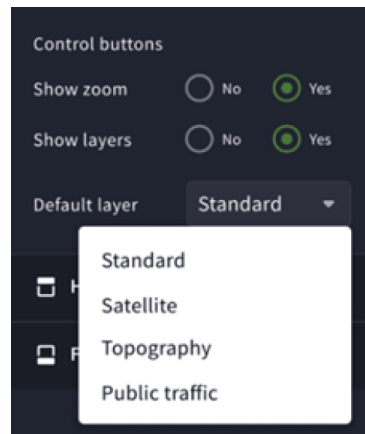 Control buttons
Show zoom No Yes
Show layers No Yes
Default layer Standard
Standard
Satellite
Topography
Public traffic